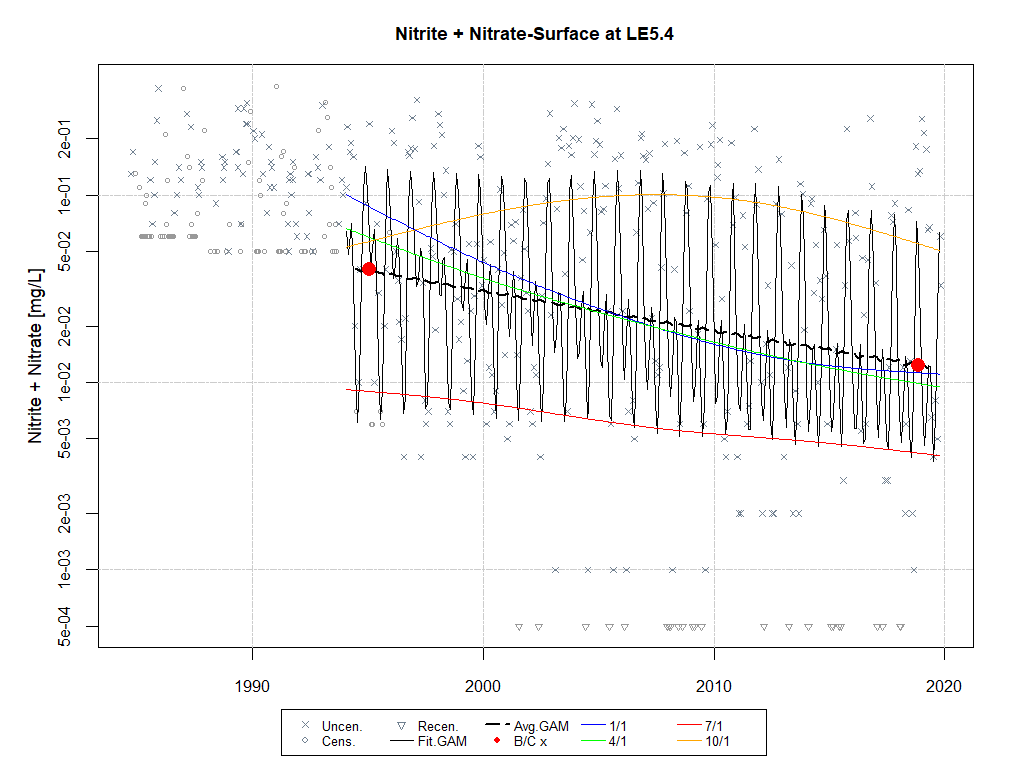 Nitrite + Nitrate-Surface at LE5.4
Nitrite + Nitrate [mg/L]
2e-01
1e-01
5e-02
2e-02
1e-02
5e-03
2e-03
1e-03
5e-04
1990 2000 2010 2020
Uncen. Recen. Avg.GAM 1/1 7/1
Cens. Fit.GAM B/C x 4/1 10/1